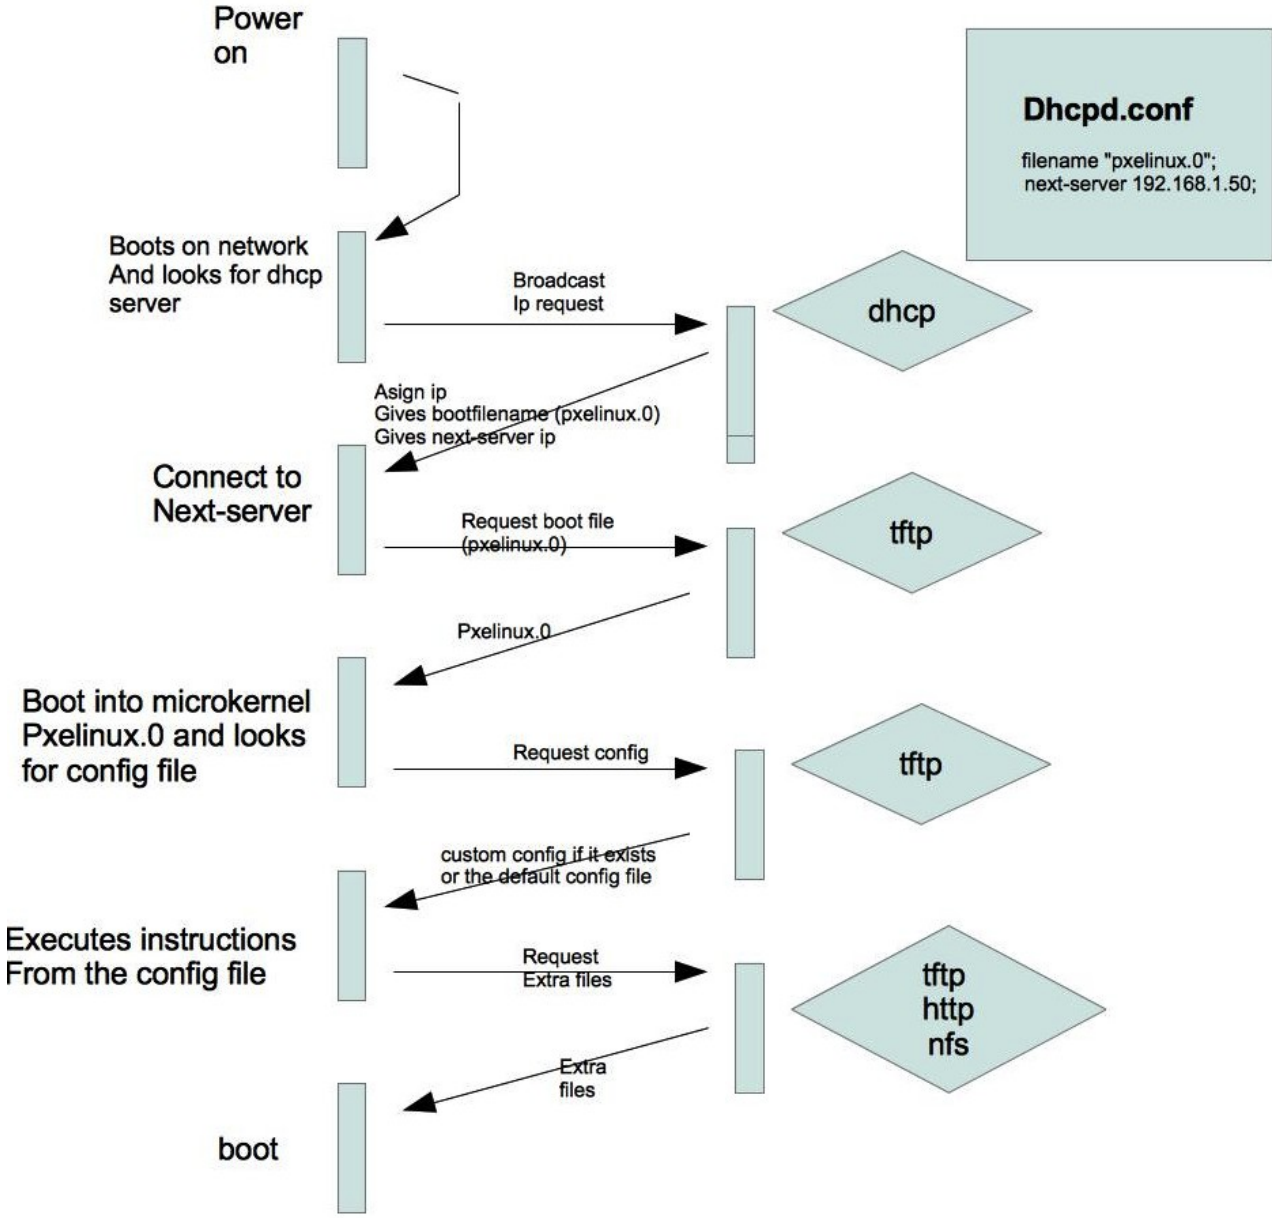 Power
on
Dhcpd.conf
filename "pxelinux.0";
next-server 192.168.1.50;
Boots on network
And looks for dhcp
server
Broadcast
Ip request
dhcp
Asign ip
Gives bootfilename (pxelinux.0)
Gives next-server ip
Connect to
Next-server
Request boot file
(pxelinux.0)
tftp
Pxelinux.0
Boot into microkernel
Pxelinux.0 and looks
for config file
Request config
tftp
custom config if it exists
or the default config file
Executes instructions
From the config file
Request
Extra files
tftp
http
nfs
Extra
files
boot